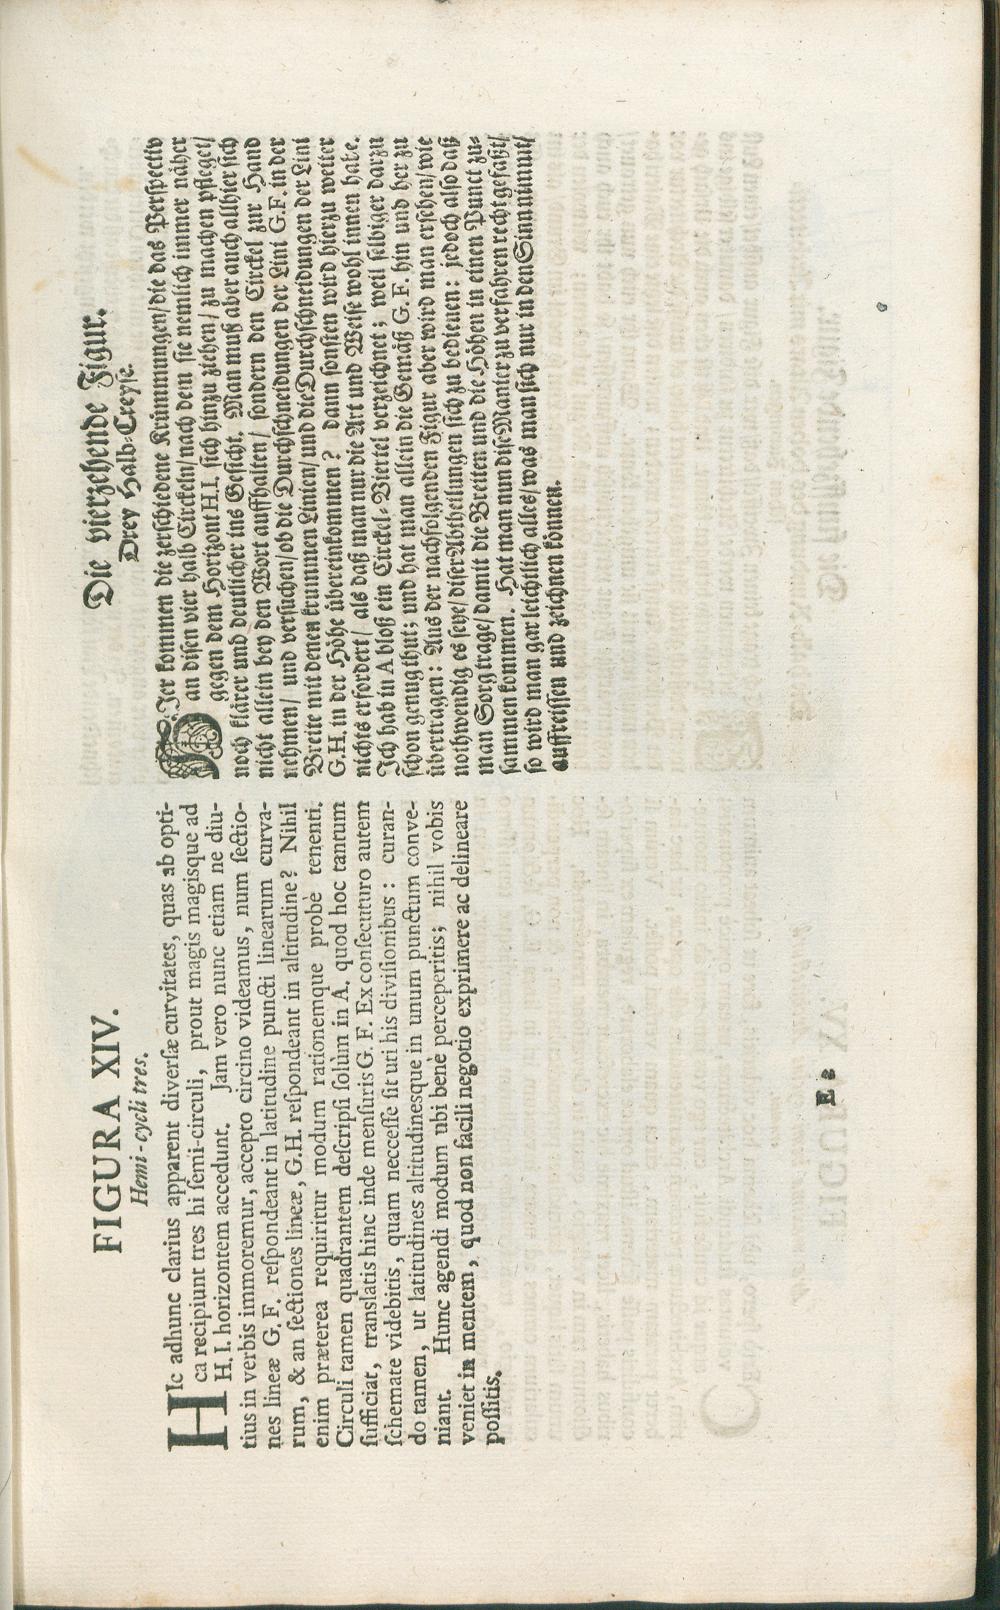 FIGURA XIV.
Hemi-cycli tres.
HIc adhunc clarius apparent diversæ curvitates, quas ab opti-
ca recipiunt tres hi ſemi-circuli, prout magis magisque ad
H. I. horizontem accedunt. Jam vero nunc etiam ne diu-
tius in verbis immoremur, accepto circino videamus, num ſectio-
nes lineæ G. F. reſpondeant in latitudine puncti linearum curva-
rum, & an ſectiones lineæ, G. H. reſpondeant in altitudine? Nihil
enim præterea requiritur modum rationemque probè tenenti.
Circuli tamen quadrantem deſcripſi ſolùm in A, quod hoc tantum
ſufficiat, translatis hinc inde menſuris G. F. Ex conſecuturo autem
ſchemate videbitis, quam neceſſe ſit uti his diviſionibus: curan-
do tamen, ut latitudines altitudinesque in unum punctum conve-
niant. Hunc agendi modum ubi benè perceperitis; nihil vobis
veniet in mentem, quod non facili negotio exprimere ac delineare
poſſitis.
Die vierzehende Figur.
Drey Halb-Creyſe.
HIer kommen die zerſchiedene Krümmungen/ die das Perſpectiv
an diſen vier halb Circkeln/ nach dem ſie nemlich immer näher
gegen dem Horizont H.I. ſich hinzu ziehen/ zu machen pfleget/
noch klärer und deutlicher ins Geſicht. Man muß aber auch allhier ſich
nicht allein bey den Wort auffhalten/ ſondern den Circkel zur Hand
nehmen/ und verſuchen/ ob die Durchſchneidungen der Lini G.F. in der
Breite mit denen krummen Linien/ und die Durchſchneidungen der Lini
G.H. in der Höhe übereinkommen? dann ſonſten wird hierzu weiter
nichts erfordert/ als daß man nur die Art und Weiſe wohl innen habe.
Ich hab in A bloß ein Circkel-Viertel verzeichnet; weil ſelbiger darzu
ſchon genug thut; und hat man allein die Gemäß G.F. hin und her zu
übertragen: Aus der nachfolgenden Figur aber wird man erſehen/ wie
nothwendig es ſeye/ diſer Abtheilungen ſich zu bedienen: jedoch alſo daß
man Sorg trage/ damit die Breiten und die Höhen in einen Punct zu-
ſammen kommen. Hat man nun diſe Manier zu verfahren recht gefaßt/
ſo wird man gar leichtlich alles/ was man ſich nur in den Sinn nimmt/
auffreiſſen und zeichnen können.
E 2